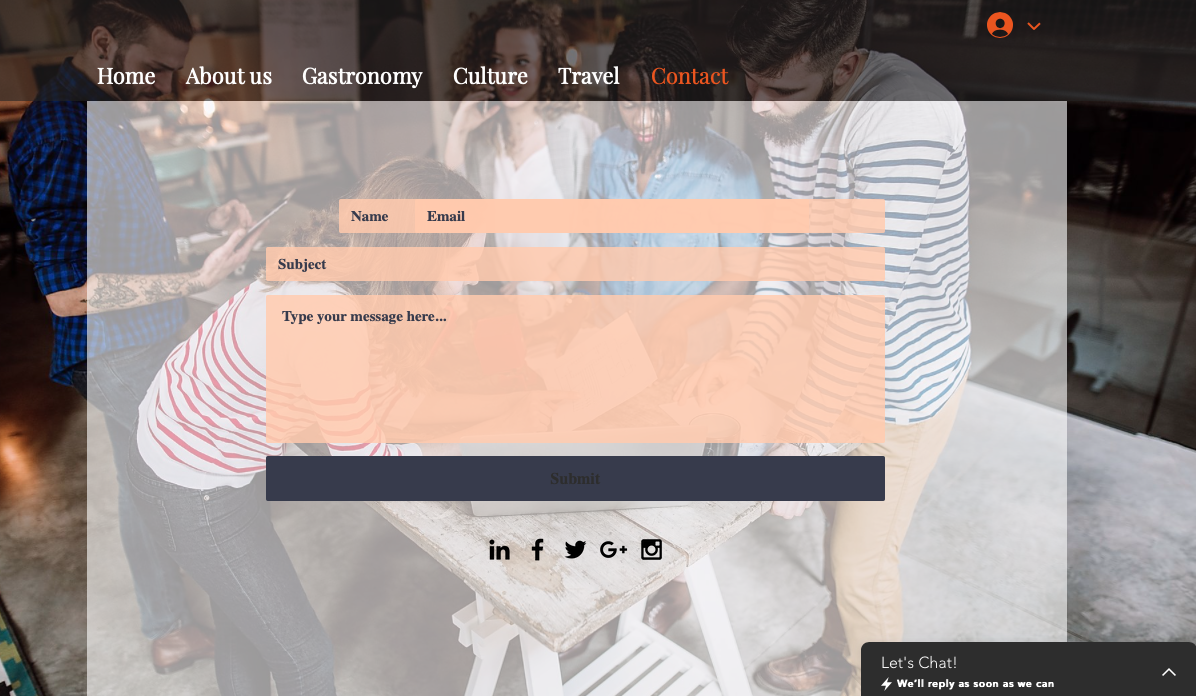 Home About us Gastronomy Culture Travel Contact
Name Email
Subject
Type your message here...
Submit
in f G+
Let's Chat!
We'll reply as soon as we can